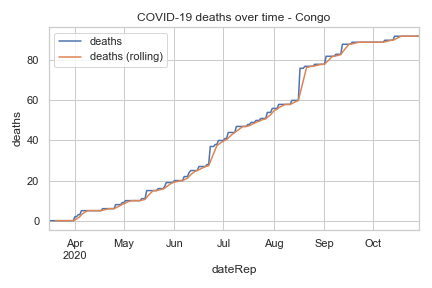 COVID-19 deaths over time - Congo
deaths
deaths (rolling)
80
60
40
20
0
deaths
Apr
2020
May
Jun
Jul
Aug
Sep
Oct
dateRep